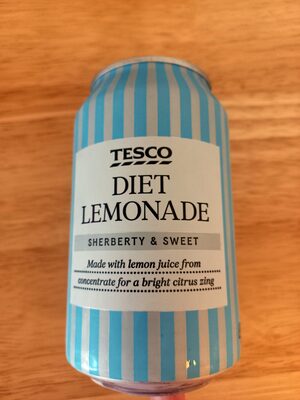 TESCO
DIET
LEMONADE
SHERBERTY & SWEET
Made with lemon juice from
concentrate for a bright citrus zing